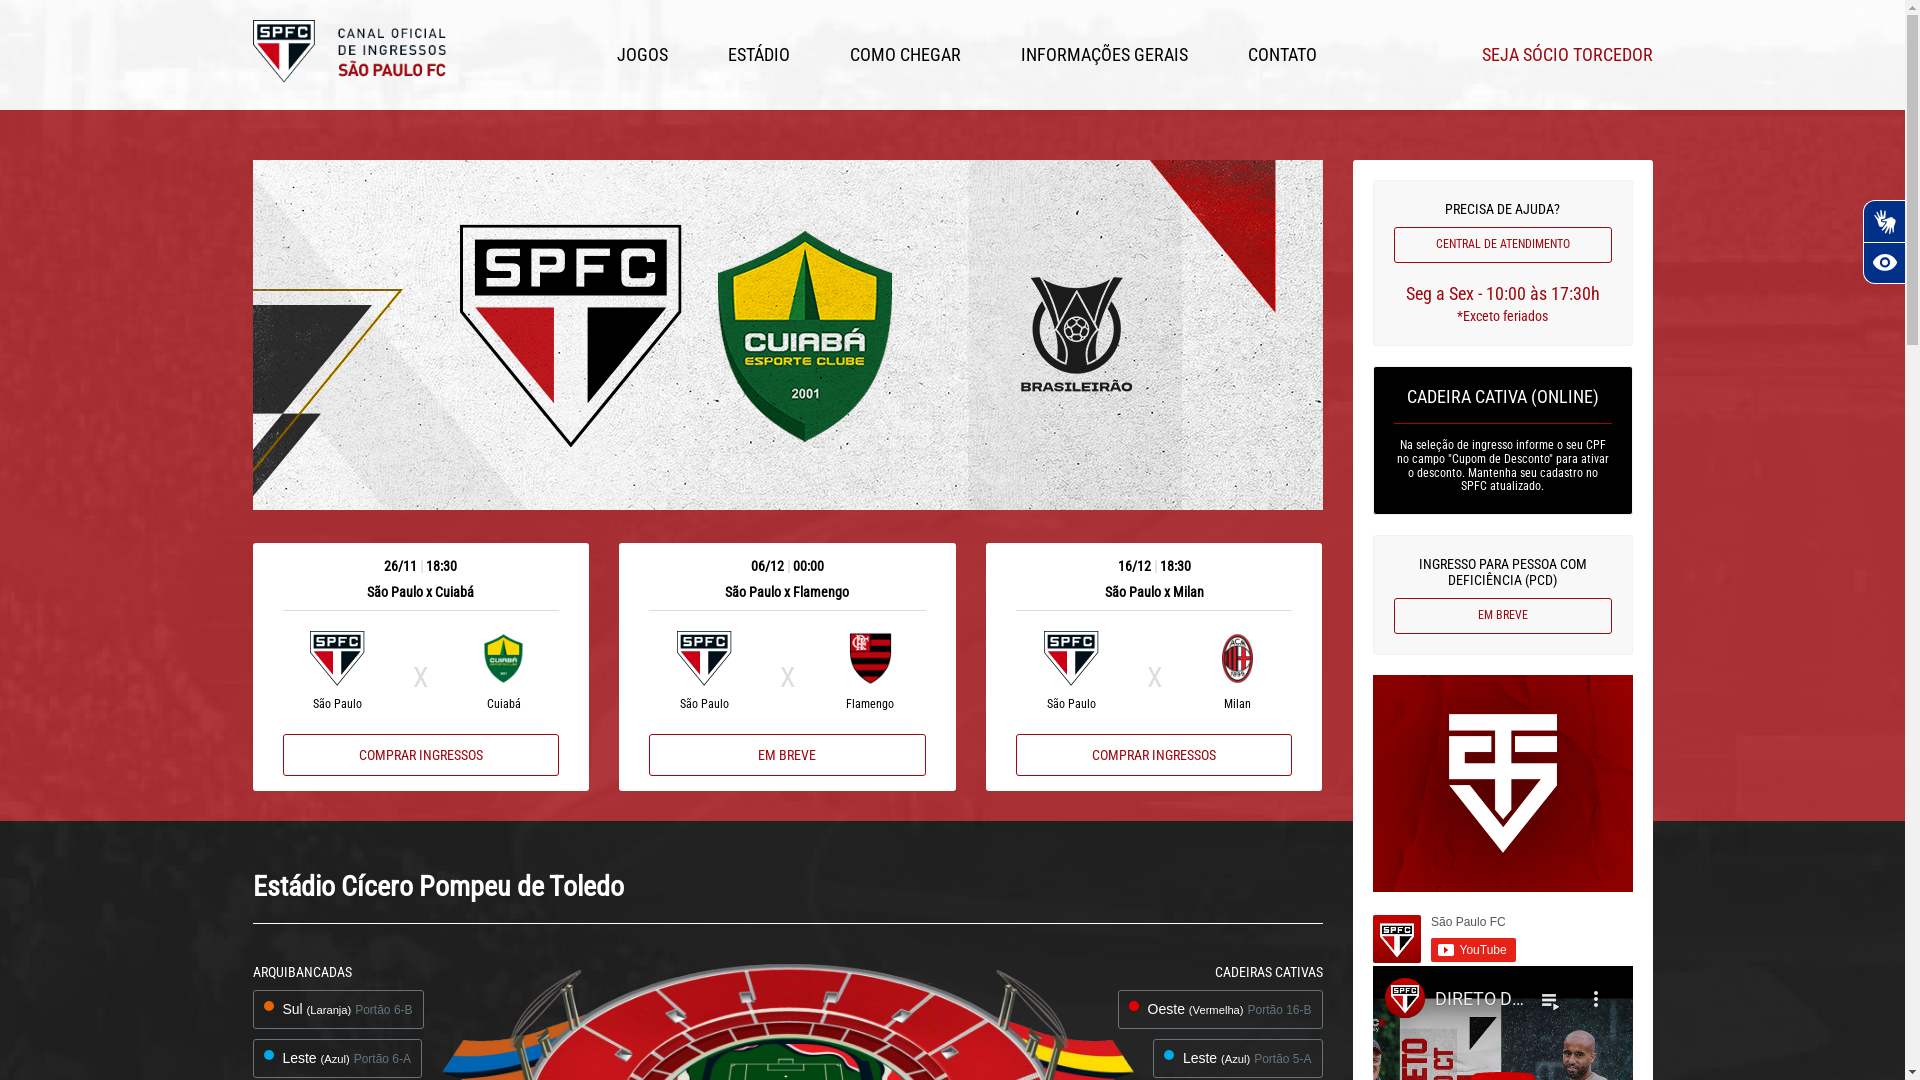 SPFC
CANAL OFICIAL
DE INGRESSOS
SÃO PAULO FC
JOGOS
ESTÁDIO
COMO CHEGAR
INFORMAÇÕES GERAIS
CONTATO
SEJA SÓCIO TORCEDOR
SPFC
CUIABÁ
ESPORTE CLUBE
2001
BRASILEIRÃO
26/11 | 18:30
São Paulo x Cuiabá
SPFC
X
São Paulo
Cuiabá
COMPRAR INGRESSOS
06/12 | 00:00
São Paulo x Flamengo
SPFC
X
São Paulo
Flamengo
EM BREVE
16/12 | 18:30
São Paulo x Milan
SPFC
X
São Paulo
Milan
COMPRAR INGRESSOS
PRECISA DE AJUDA?
CENTRAL DE ATENDIMENTO
Seg a Sex - 10:00 às 17:30h
*Exceto feriados
CADEIRA CATIVA (ONLINE)
Na seleção de ingresso informe o seu CPF
no campo "Cupom de Desconto" para ativar
o desconto. Mantenha seu cadastro no
SPFC atualizado.
INGRESSO PARA PESSOA COM
DEFICIÊNCIA (PCD)
EM BREVE
São Paulo FC
YouTube
DIRETO D...
Estádio Cícero Pompeu de Toledo
ARQUIBANCADAS
Sul (Laranja) Portão 6-B
Leste (Azul) Portão 6-A
CADEIRAS CATIVAS
Oeste (Vermelha) Portão 16-B
Leste (Azul) Portão 5-A